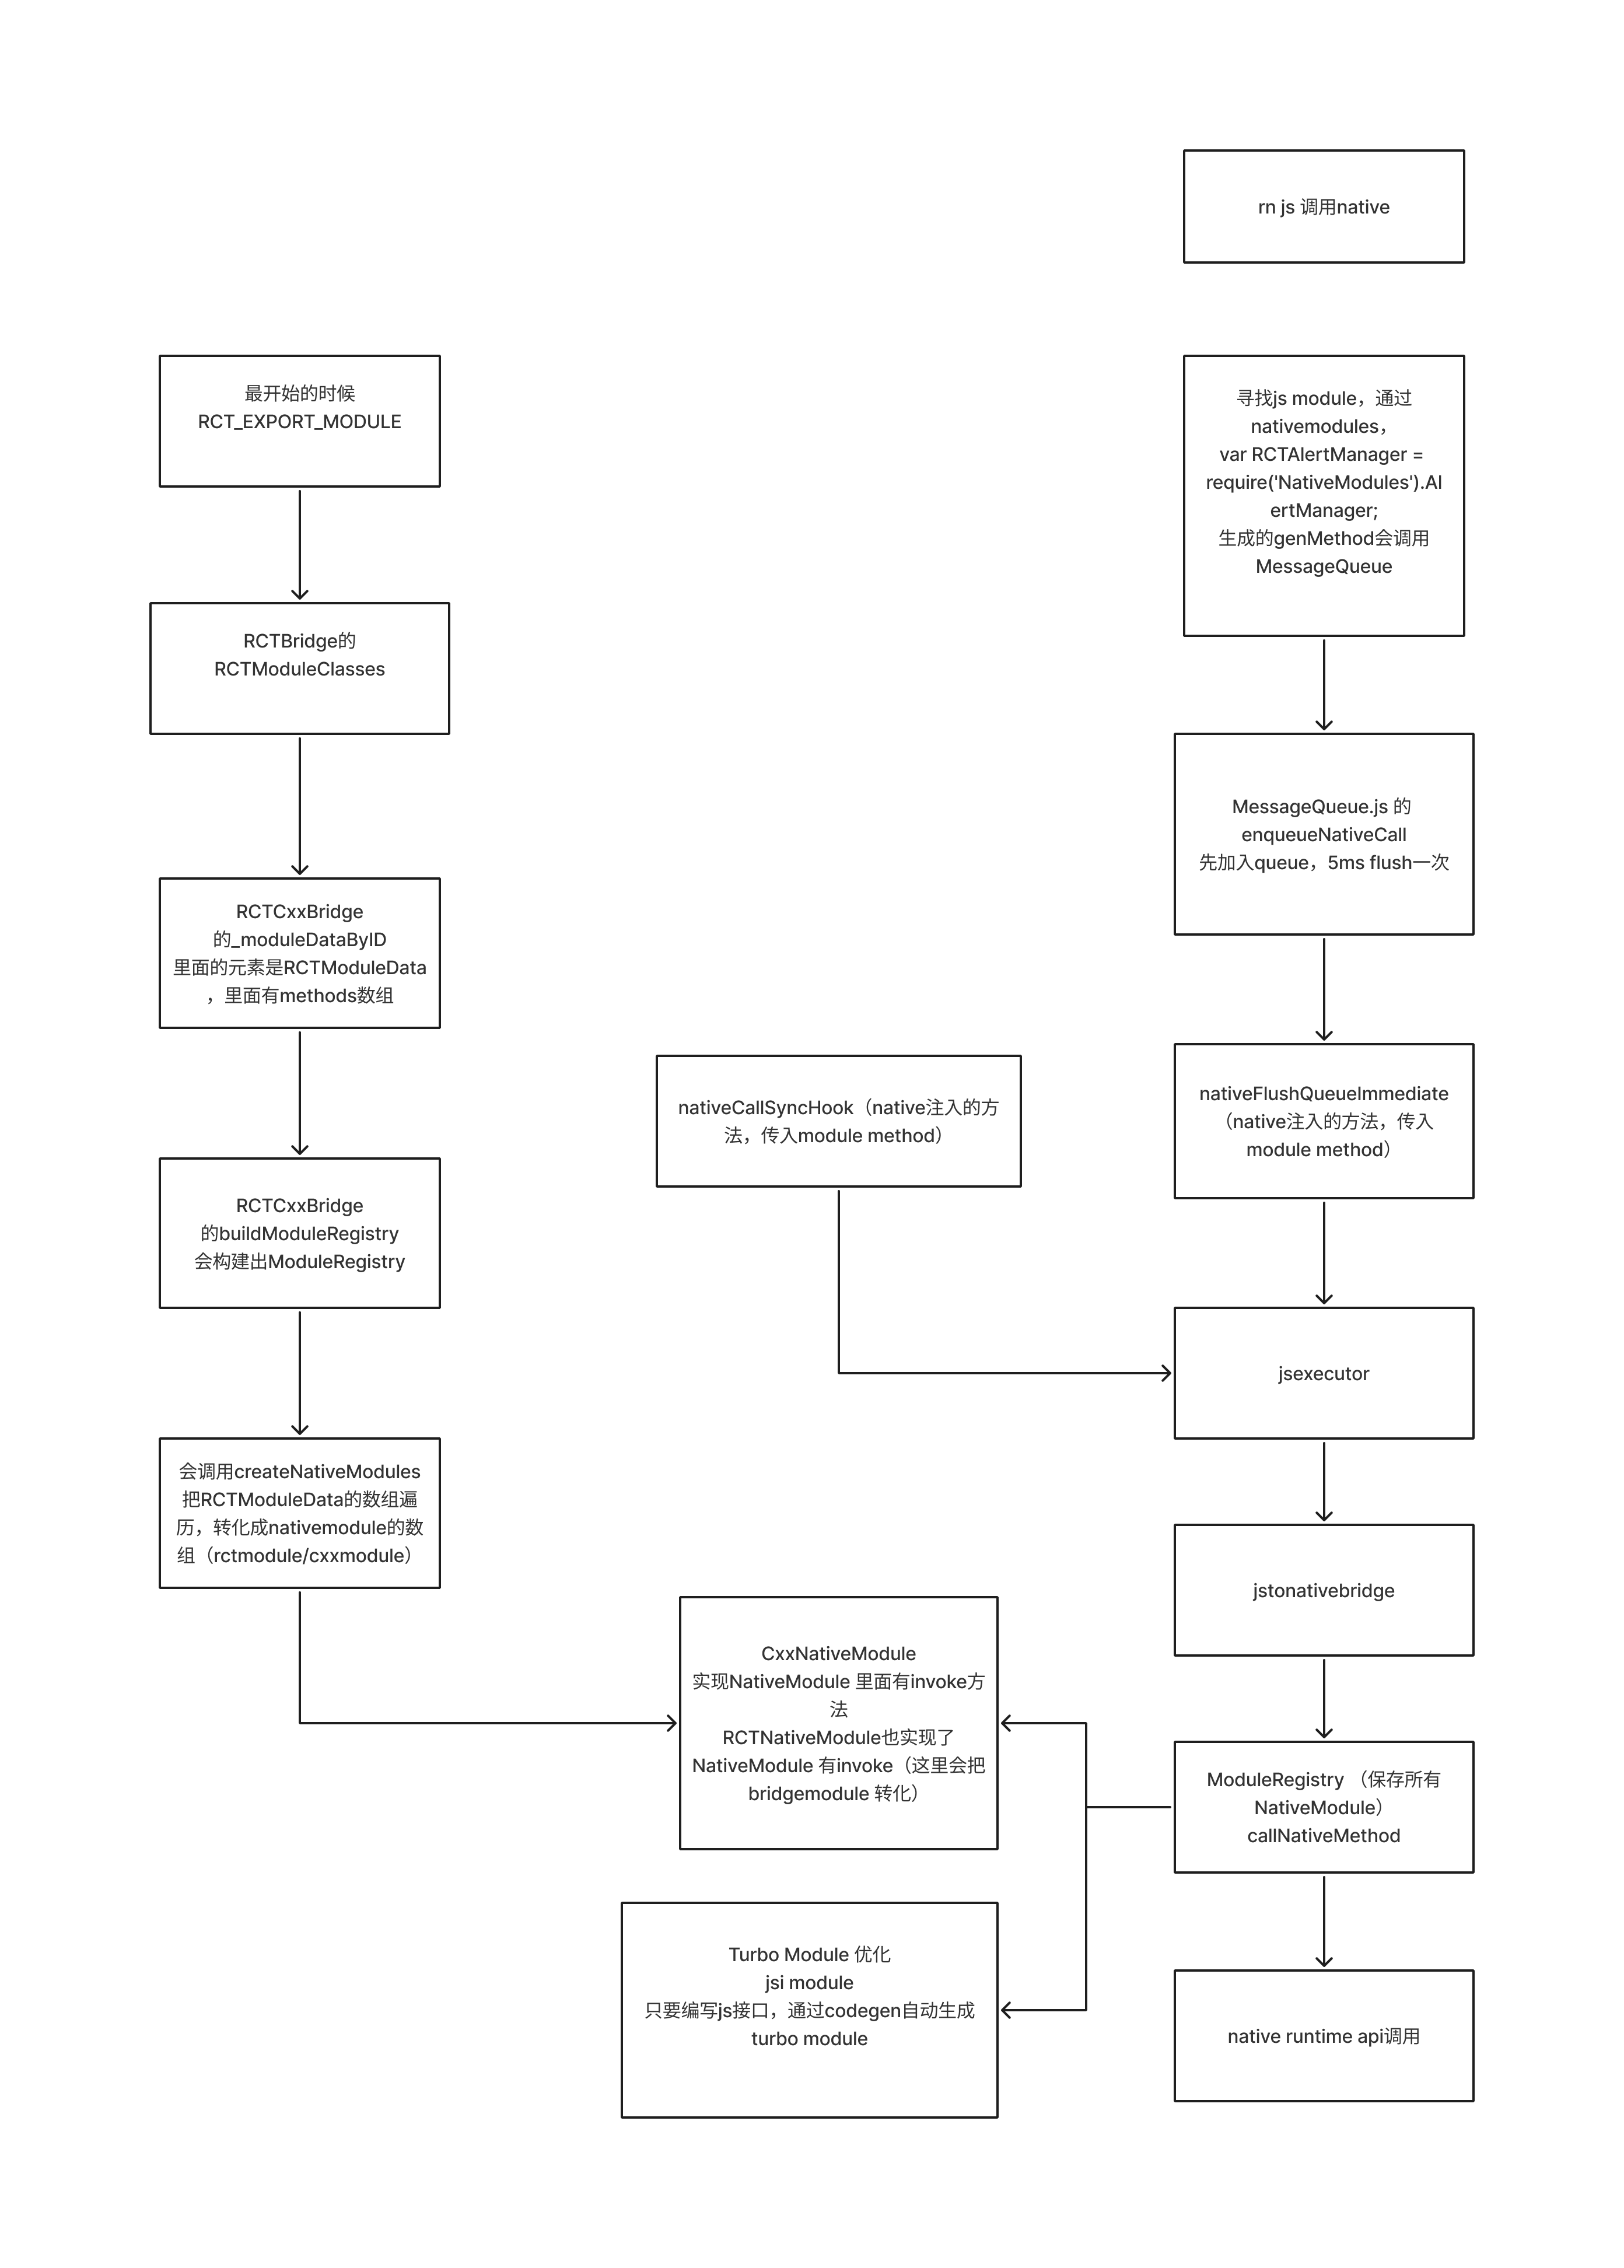 rn js 调用native
最开始的时候
RCT_EXPORT_MODULE
RCTBridge的
RCTModuleClasses
RCTCxxBridge
的_moduleDataByID
里面的元素是RCTModuleData
，里面有methods数组
RCTCxxBridge
的buildModuleRegistry
会构建出ModuleRegistry
会调用createNativeModules
把RCTModuleData的数组遍
历，转化成nativemodule的数
组（rctmodule/cxxmodule）
寻找js module，通过
nativemodules，
var RCTAlertManager =
require('NativeModules').Al
ertManager;
生成的genMethod会调用
MessageQueue
MessageQueue.js 的
enqueueNativeCall
先加入queue，5ms flush一次
nativeCallSyncHook（native注入的方
法，传入module method）
nativeFlushQueueImmediate
（native注入的方法，传入
module method）
jsexecutor
jstonativebridge
CxxNativeModule
实现NativeModule 里面有invoke方
法
RCTNativeModule也实现了
NativeModule 有invoke（这里会把
bridgemodule 转化）
ModuleRegistry （保存所有
NativeModule）
callNativeMethod
Turbo Module 优化
jsi module
只要编写js接口，通过codegen自动生成
turbo module
native runtime api调用